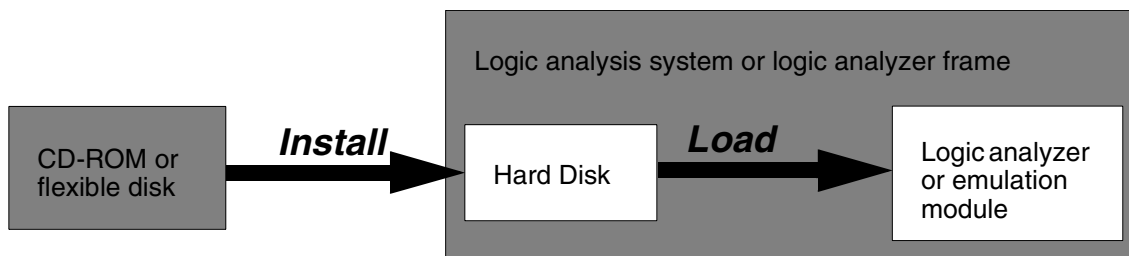 Logic analysis system or logic analyzer frame
CD-ROM or
flexible disk
Install
Hard Disk
Load
Logic analyzer
or emulation
module